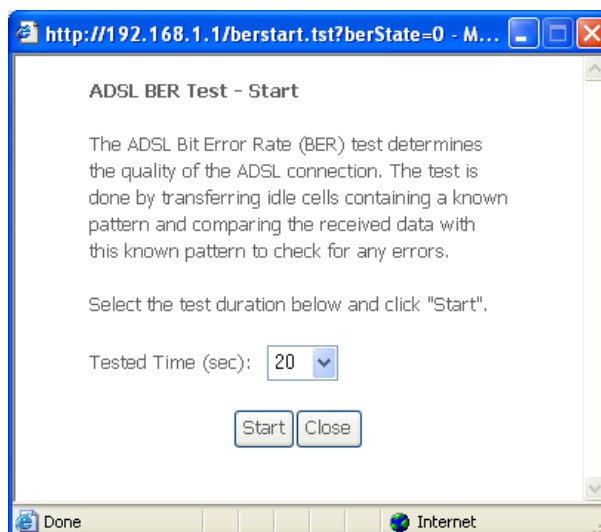 http://192.168.1.1/berstart.tst?berState=0 - M...
ADSL BER Test - Start
The ADSL Bit Error Rate (BER) test determines
the quality of the ADSL connection. The test is
done by transferring idle cells containing a known
pattern and comparing the received data with
this known pattern to check for any errors.
Select the test duration below and click "Start".
Tested Time (sec): 20
Start Close
Done Internet